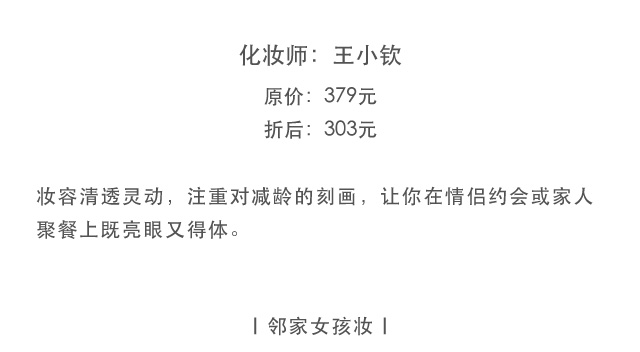 化妆师：王小钦
原价：379元
折后：303元
妆容清透灵动，注重对减龄的刻画，让你在情侣约会或家人
聚餐上既亮眼又得体。
丨邻家女孩妆丨